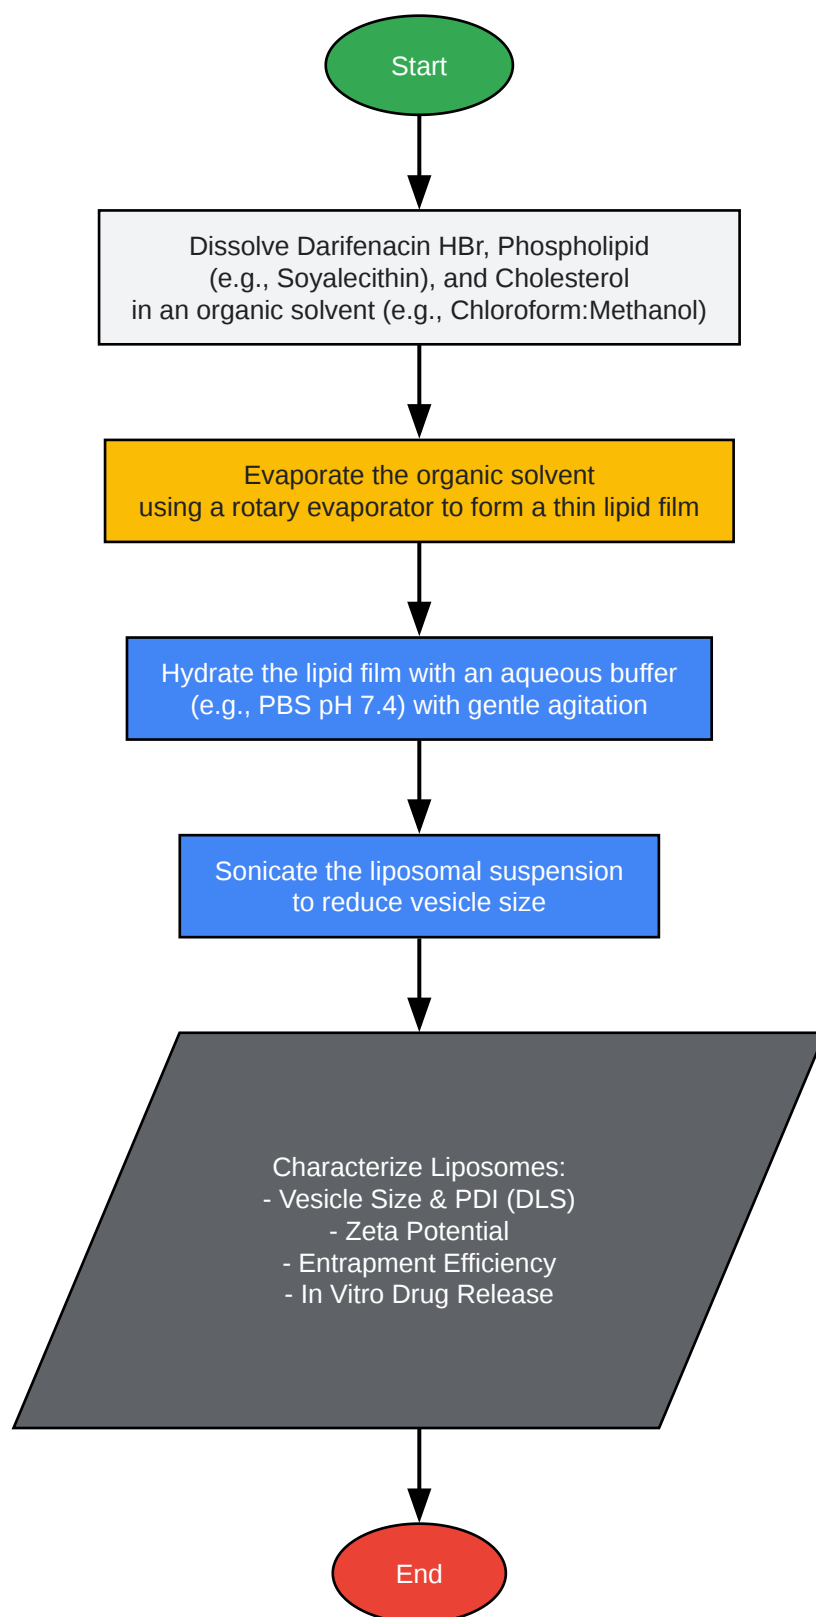 Start
Dissolve Darifenacin HBr, Phospholipid
(e.g., Soyalecithin), and Cholesterol
in an organic solvent (e.g., Chloroform:Methanol)
Evaporate the organic solvent
using a rotary evaporator to form a thin lipid film
Hydrate the lipid film with an aqueous buffer
(e.g., PBS pH 7.4) with gentle agitation
Sonicate the liposomal suspension
to reduce vesicle size
Characterize Liposomes:
- Vesicle Size & PDI (DLS)
- Zeta Potential
- Entrapment Efficiency
- In Vitro Drug Release
End